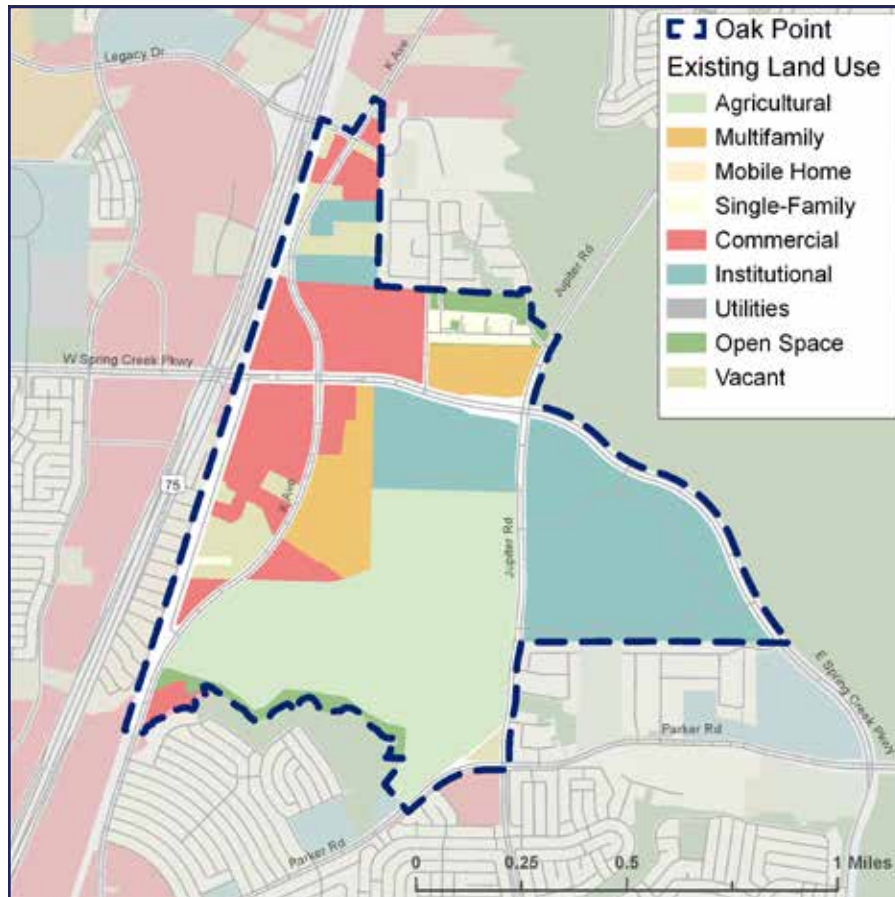 Oak Point
Existing Land Use
Agricultural
Multifamily
Mobile Home
Single-Family
Commercial
Institutional
Utilities
Open Space
Vacant
Legacy Dr
K Ave
Jupiter Rd
W Spring Creek Pkwy
75
K Ave
Jupiter Rd
E Spring Creek Pkwy
Parker Rd
Parker Rd
0 0.25 0.5 1 Miles